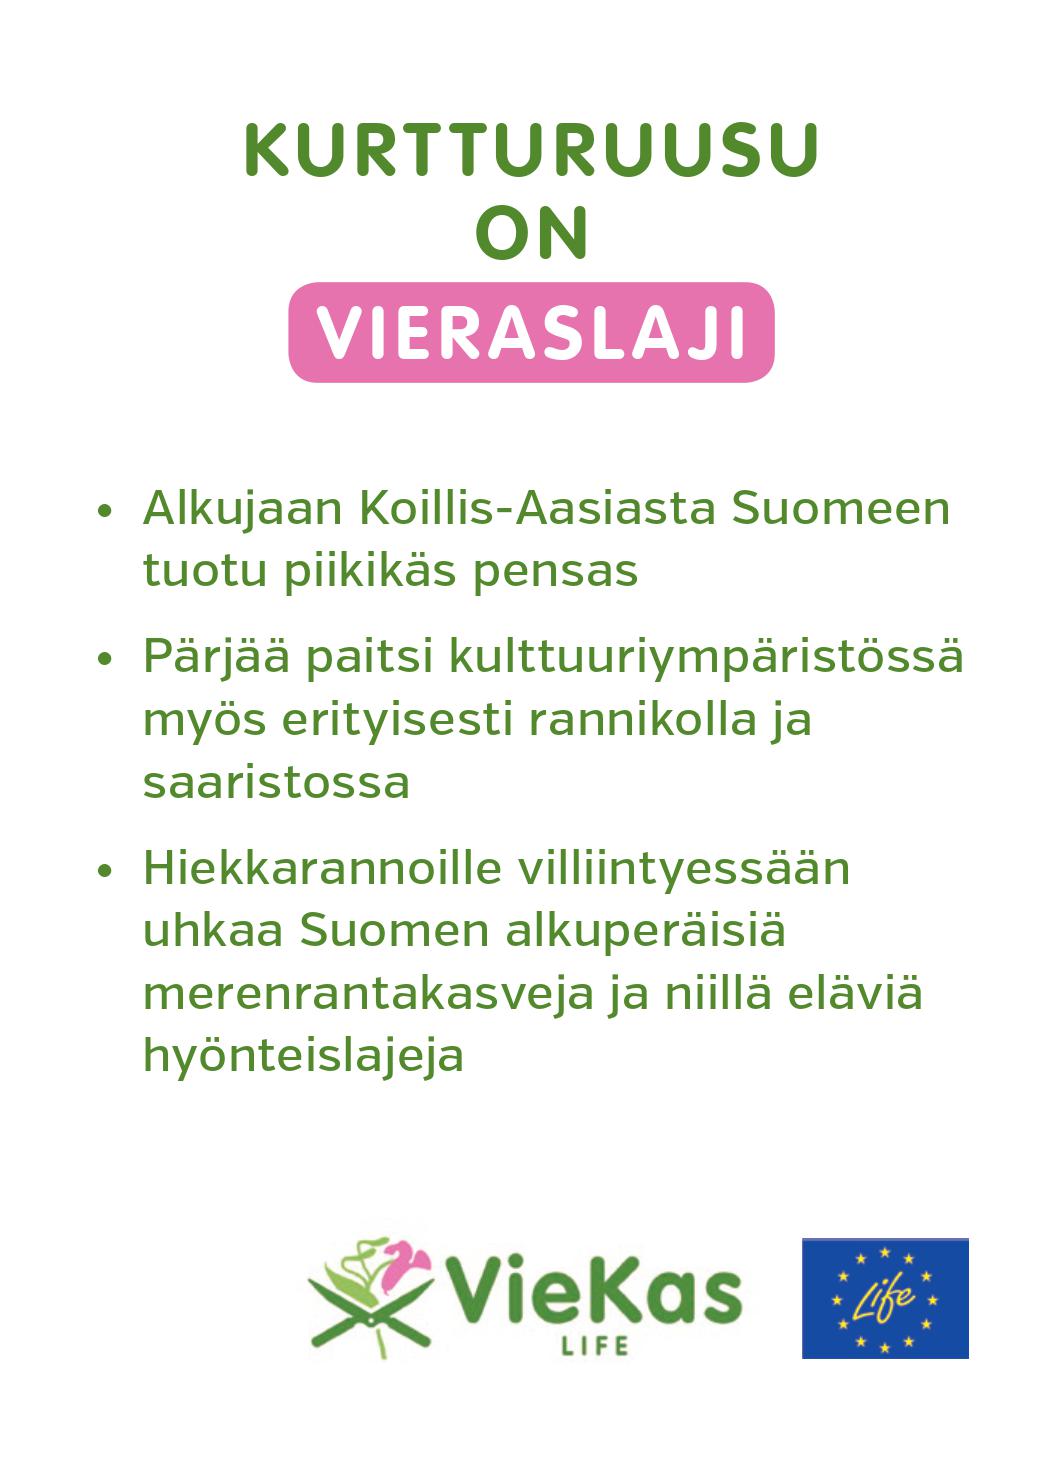 KURTTURUUSU
ON
VIERASLAJI
• Alkujaan Koillis-Aasiasta Suomeen
tuotu piikikäs pensas
• Pärjää paitsi kulttuuriympäristössä
myös erityisesti rannikolla ja
saaristossa
• Hiekkarannoille villiintyessään
uhkaa Suomen alkuperäisiä
merenrantakasveja ja niillä eläviä
hyönteislajeja
VieKas
LIFE
Life